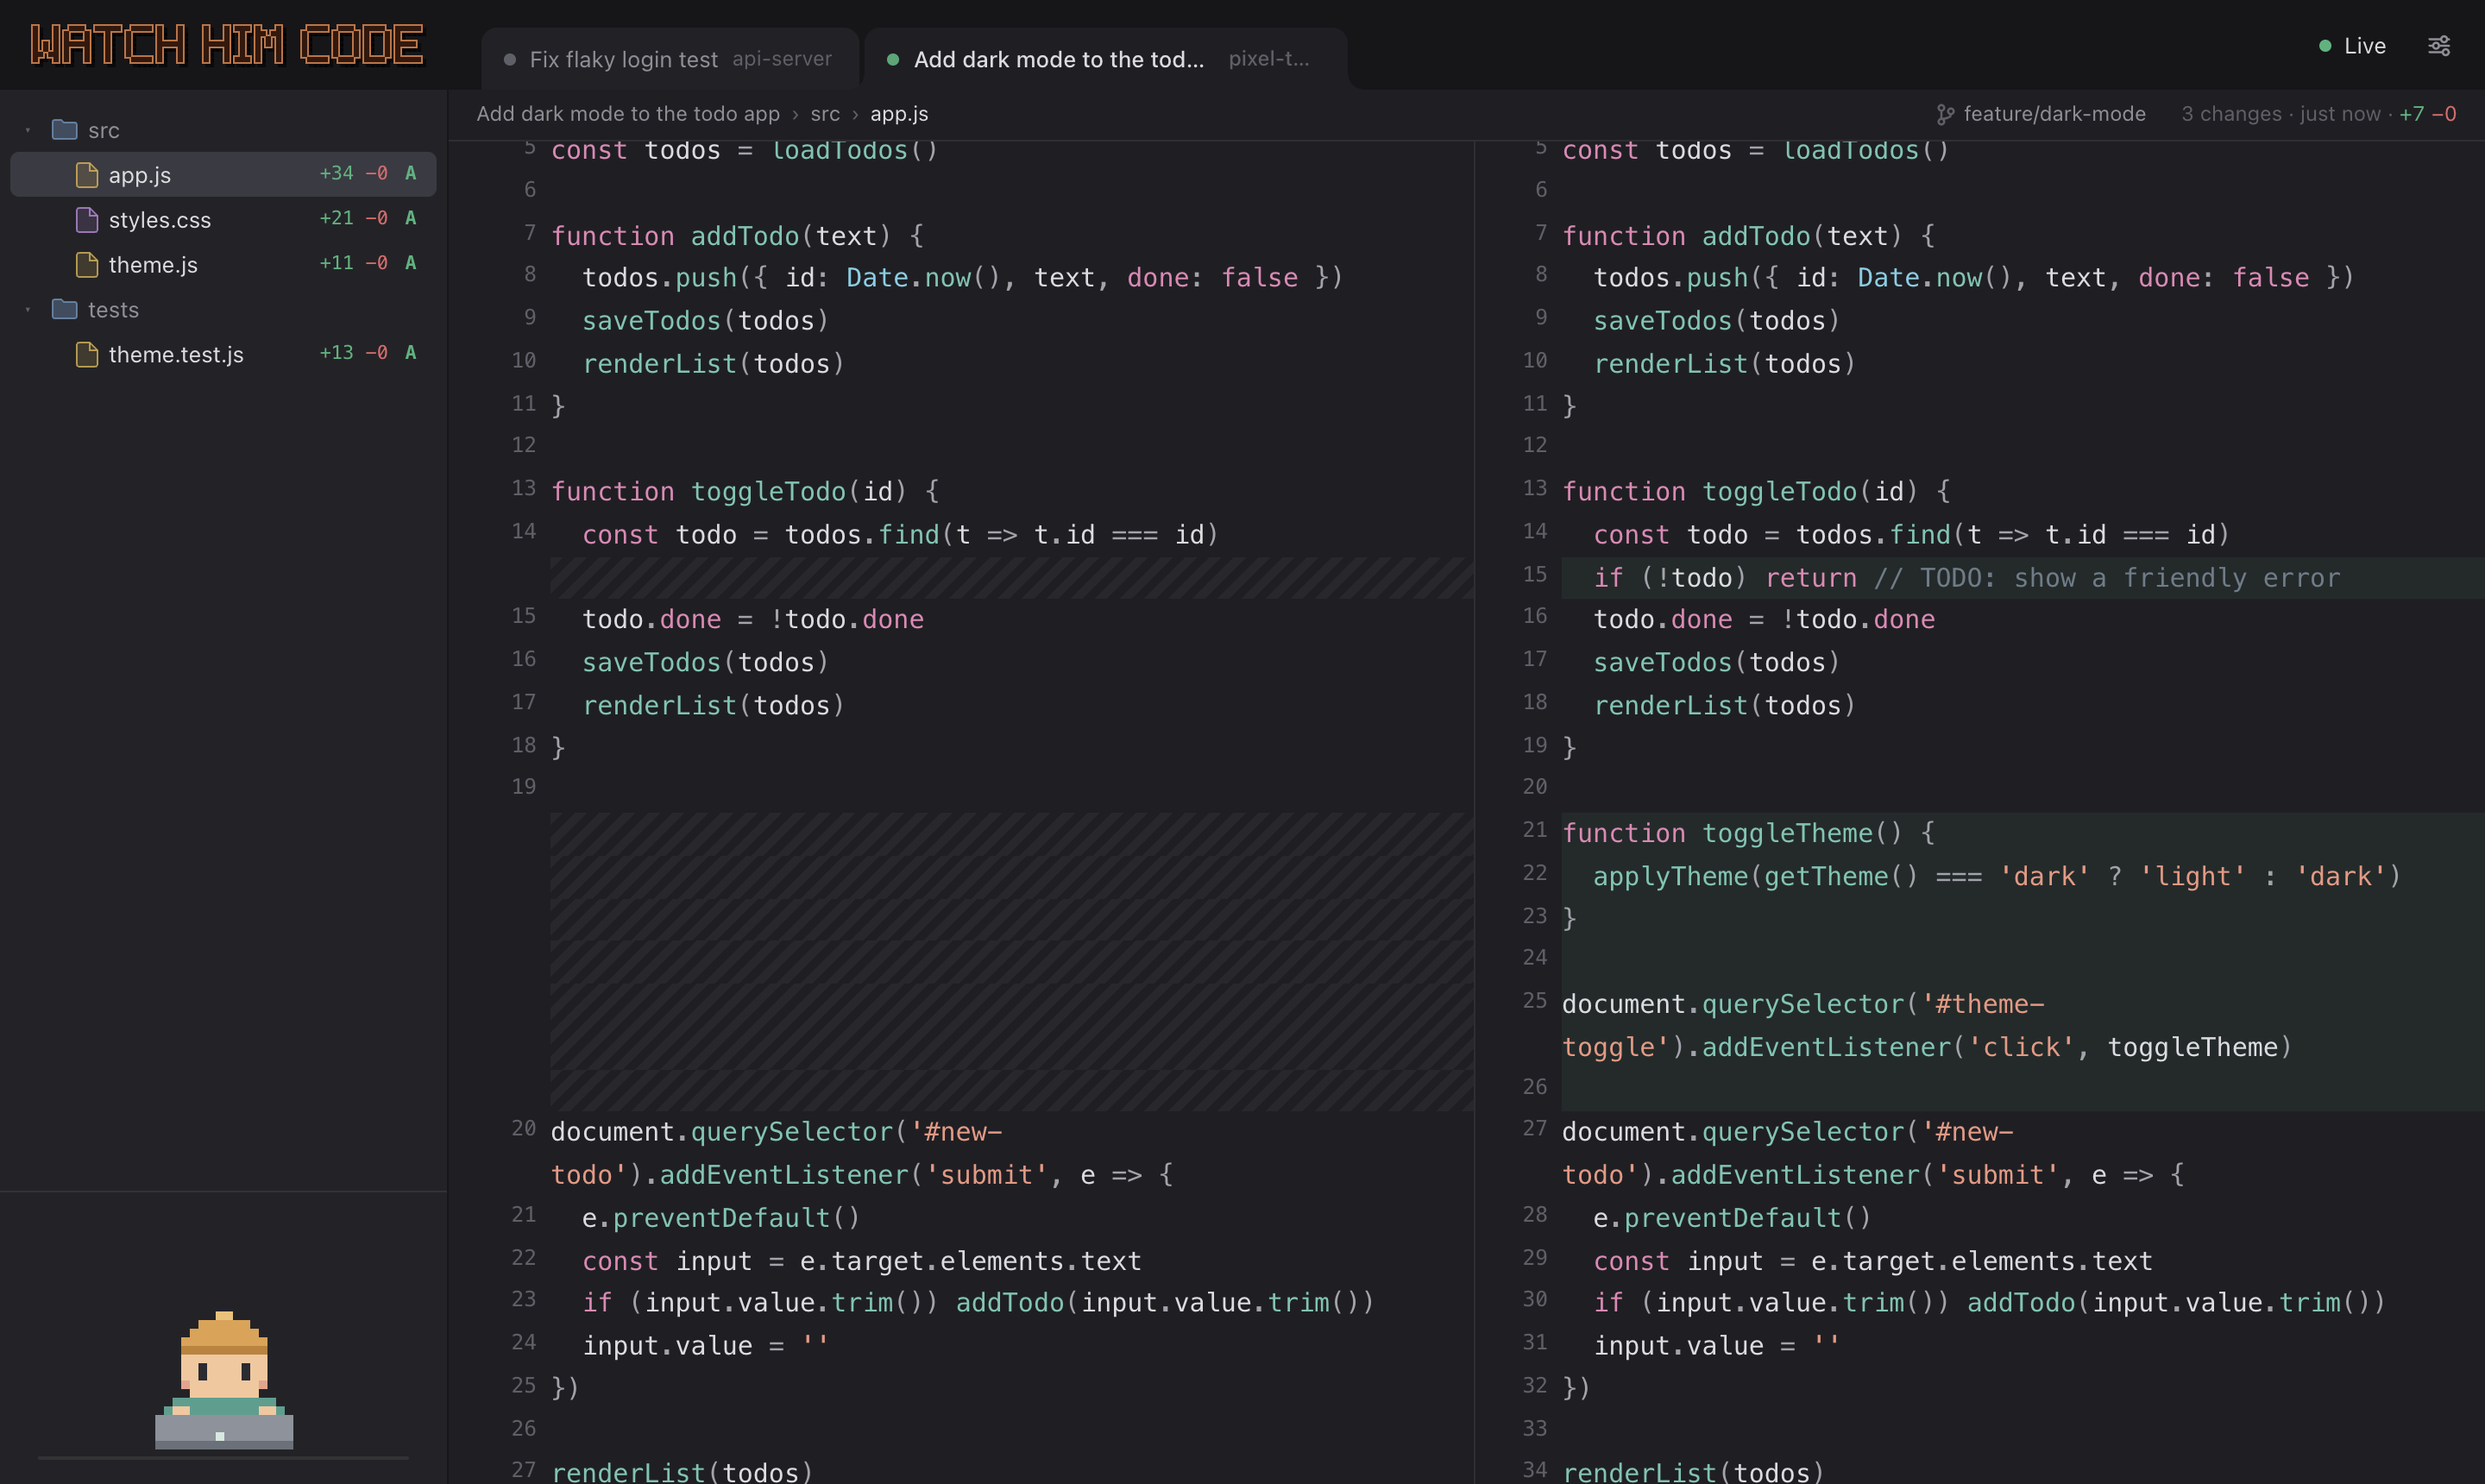 WATCH HIM CODE
Fix flaky login test api-server
Add dark mode to the tod... pixel-t...
Live
src
app.js +34 −0 A
styles.css +21 −0 A
theme.js +11 −0 A
tests
theme.test.js +13 −0 A
Add dark mode to the todo app › src › app.js
feature/dark-mode 3 changes · just now · +7 −0
5 const todos = loadTodos()
6
7 function addTodo(text) {
8   todos.push({ id: Date.now(), text, done: false })
9   saveTodos(todos)
10   renderList(todos)
11 }
12
13 function toggleTodo(id) {
14   const todo = todos.find(t => t.id === id)
15   todo.done = !todo.done
16   saveTodos(todos)
17   renderList(todos)
18 }
19
20 document.querySelector('#new-
todo').addEventListener('submit', e => {
21   e.preventDefault()
22   const input = e.target.elements.text
23   if (input.value.trim()) addTodo(input.value.trim())
24   input.value = ''
25 })
26
27 renderList(todos)
5 const todos = loadTodos()
6
7 function addTodo(text) {
8   todos.push({ id: Date.now(), text, done: false })
9   saveTodos(todos)
10   renderList(todos)
11 }
12
13 function toggleTodo(id) {
14   const todo = todos.find(t => t.id === id)
15   if (!todo) return // TODO: show a friendly error
16   todo.done = !todo.done
17   saveTodos(todos)
18   renderList(todos)
19 }
20
21 function toggleTheme() {
22   applyTheme(getTheme() === 'dark' ? 'light' : 'dark')
23 }
24
25 document.querySelector('#theme-
toggle').addEventListener('click', toggleTheme)
26
27 document.querySelector('#new-
todo').addEventListener('submit', e => {
28   e.preventDefault()
29   const input = e.target.elements.text
30   if (input.value.trim()) addTodo(input.value.trim())
31   input.value = ''
32 })
33
34 renderList(todos)